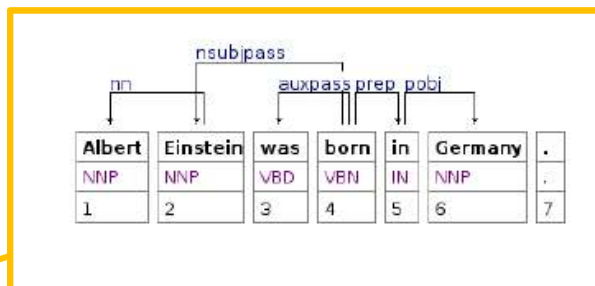 nsubjpass
nn auxpass prep pobj
Albert Einstein was born in Germany .
NNP NNP VBD VBN IN NNP .
1 2 3 4 5 6 7